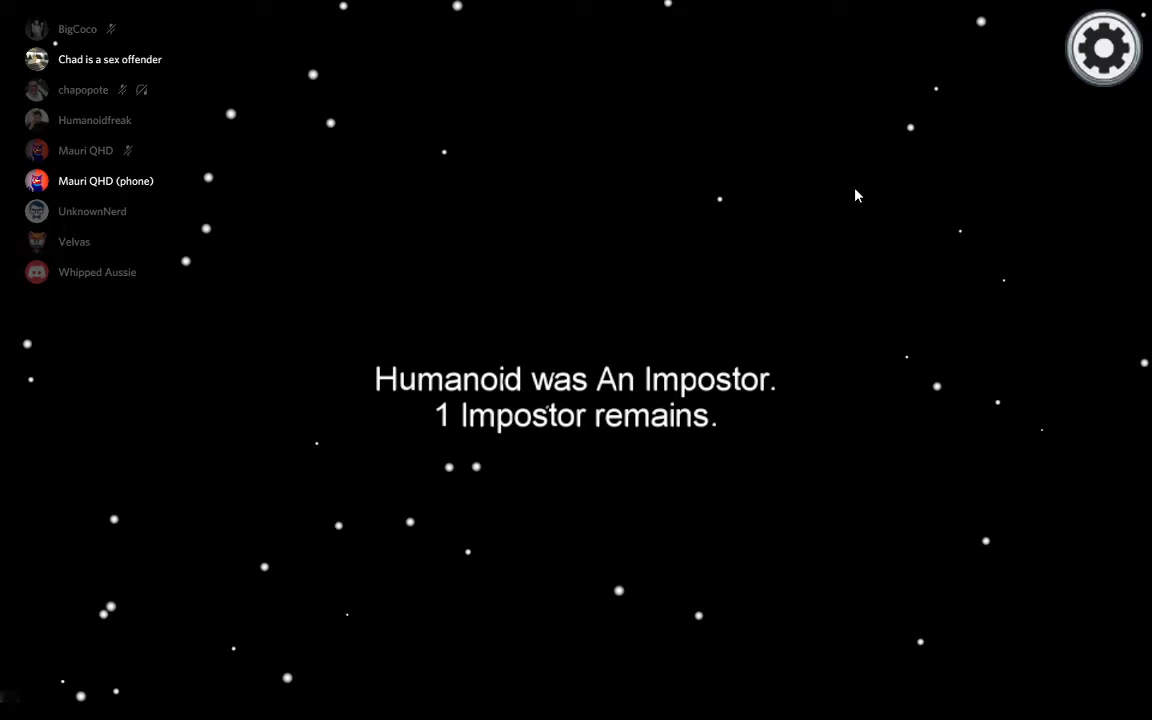 BigCoco
Chad is a sex offender
chapopote
Humanoidfreak
Mauri QHD
Mauri QHD (phone)
UnknownNerd
Velvas
Whipped Aussie
Humanoid was An Impostor.
1 Impostor remains.